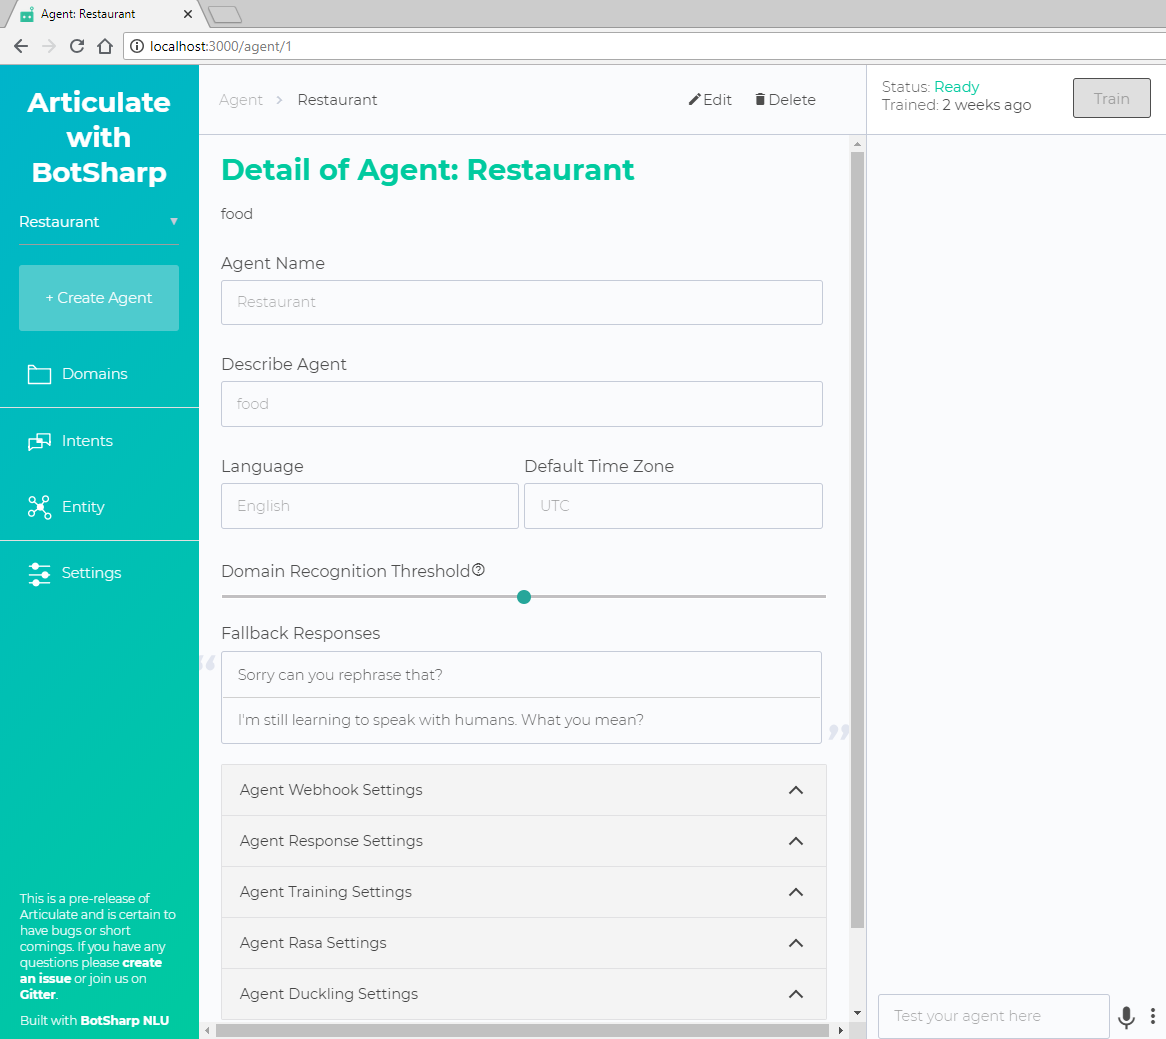 Agent: Restaurant
localhost:3000/agent/1
Articulate
with
BotSharp
Restaurant
+ Create Agent
Domains
Intents
Entity
Settings
This is a pre-release of
Articulate and is certain to
have bugs or short
comings. If you have any
questions please create
an issue or join us on
Gitter.
Built with BotSharp NLU
Agent > Restaurant
Edit Delete
Detail of Agent: Restaurant
food
Agent Name
Restaurant
Describe Agent
food
Language Default Time Zone
English UTC
Domain Recognition Threshold
Fallback Responses
“
Sorry can you rephrase that?
I'm still learning to speak with humans. What you mean?
”
Agent Webhook Settings
Agent Response Settings
Agent Training Settings
Agent Rasa Settings
Agent Duckling Settings
Status: Ready
Trained: 2 weeks ago
Train
Test your agent here